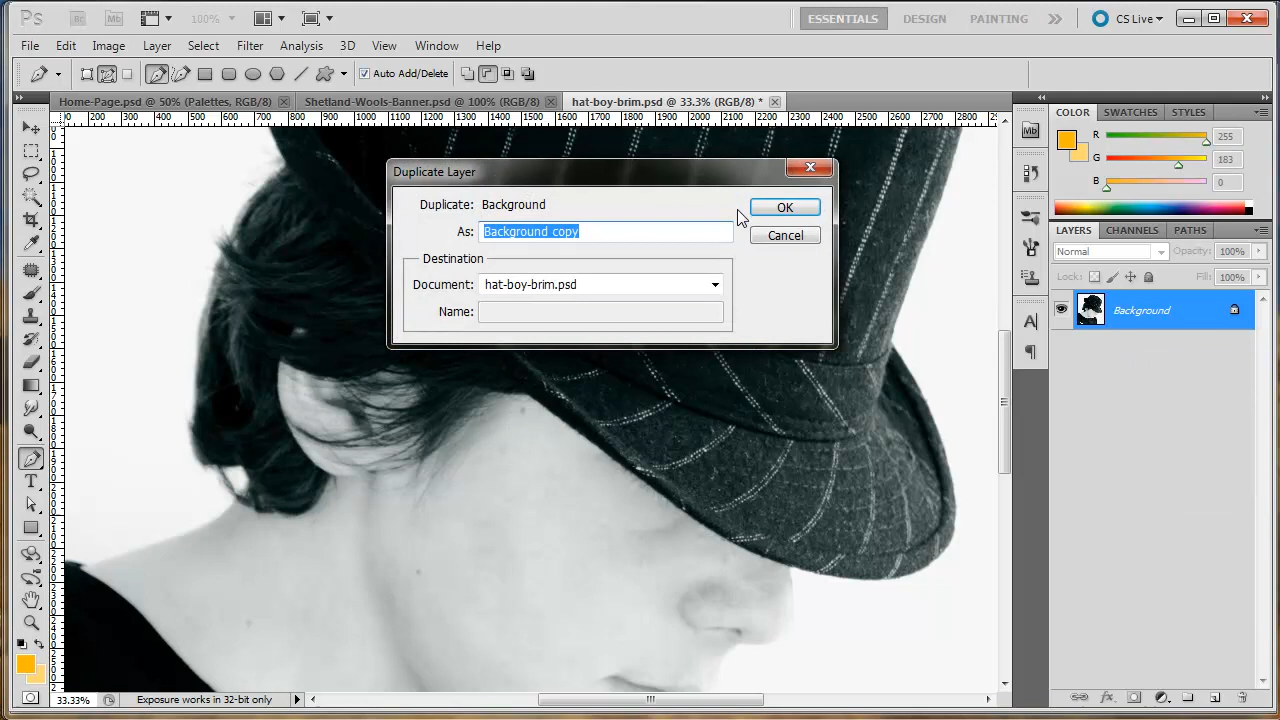 Ps Br Mb 100% ESSENTIALS DESIGN PAINTING CS Live
File Edit Image Layer Select Filter Analysis 3D View Window Help
Auto Add/Delete
Home-Page.psd @ 50% (Palettes, RGB/8) Shetland-Wools-Banner.psd @ 100% (RGB/8) hat-boy-brim.psd @ 33.3% (RGB/8) *
200 300 400 500 600 700 800 900 1000 1100 1200 1300 1400 1500 1600 1700 1800 1900 2000 2100 2200 2300 2400 2500 2600 2700 2800
COLOR SWATCHES STYLES
R 255
G 183
B 0
Duplicate Layer
Duplicate: Background
As: Background copy
OK
Cancel
Destination
Document: hat-boy-brim.psd
Name:
Mb
A
LAYERS CHANNELS PATHS
Normal Opacity: 100%
Lock: Fill: 100%
Background
T
fx
33.33% Exposure works in 32-bit only